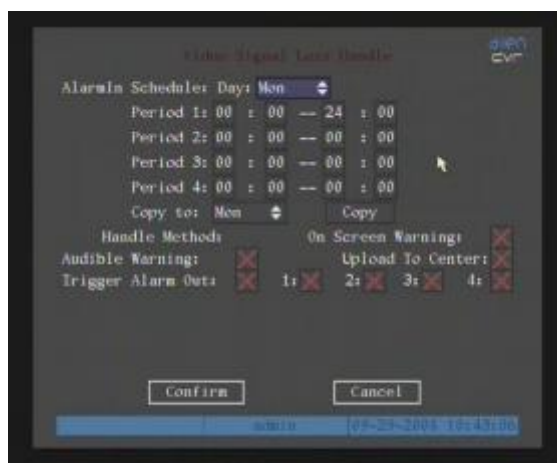 Video Signal Loss Handle
alien
DVR
AlarmIn Schedule: Day: Mon
Period 1: 00 : 00 -- 24 : 00
Period 2: 00 : 00 -- 00 : 00
Period 3: 00 : 00 -- 00 : 00
Period 4: 00 : 00 -- 00 : 00
Copy to: Mon Copy
Handle Method: On Screen Warning:
Audible Warning: Upload To Center:
Trigger Alarm Out: 1: 2: 3: 4:
Confirm Cancel
admin